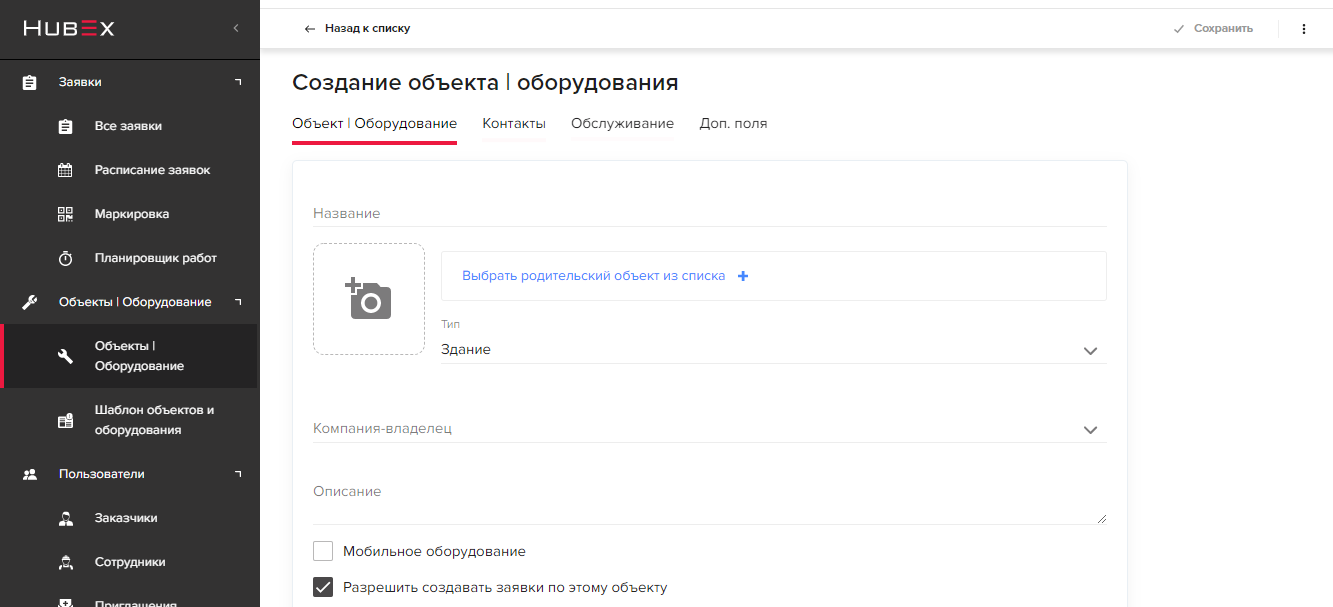 HUBEX
Заявки
Все заявки
Расписание заявок
Маркировка
Планировщик работ
Объекты | Оборудование
Объекты |
Оборудование
Шаблон объектов и
оборудования
Пользователи
Заказчики
Сотрудники
Приглашения
Назад к списку
Сохранить
Создание объекта | оборудования
Объект | Оборудование
Контакты
Обслуживание
Доп. поля
Название
Выбрать родительский объект из списка +
Тип
Здание
Компания-владелец
Описание
Мобильное оборудование
Разрешить создавать заявки по этому объекту